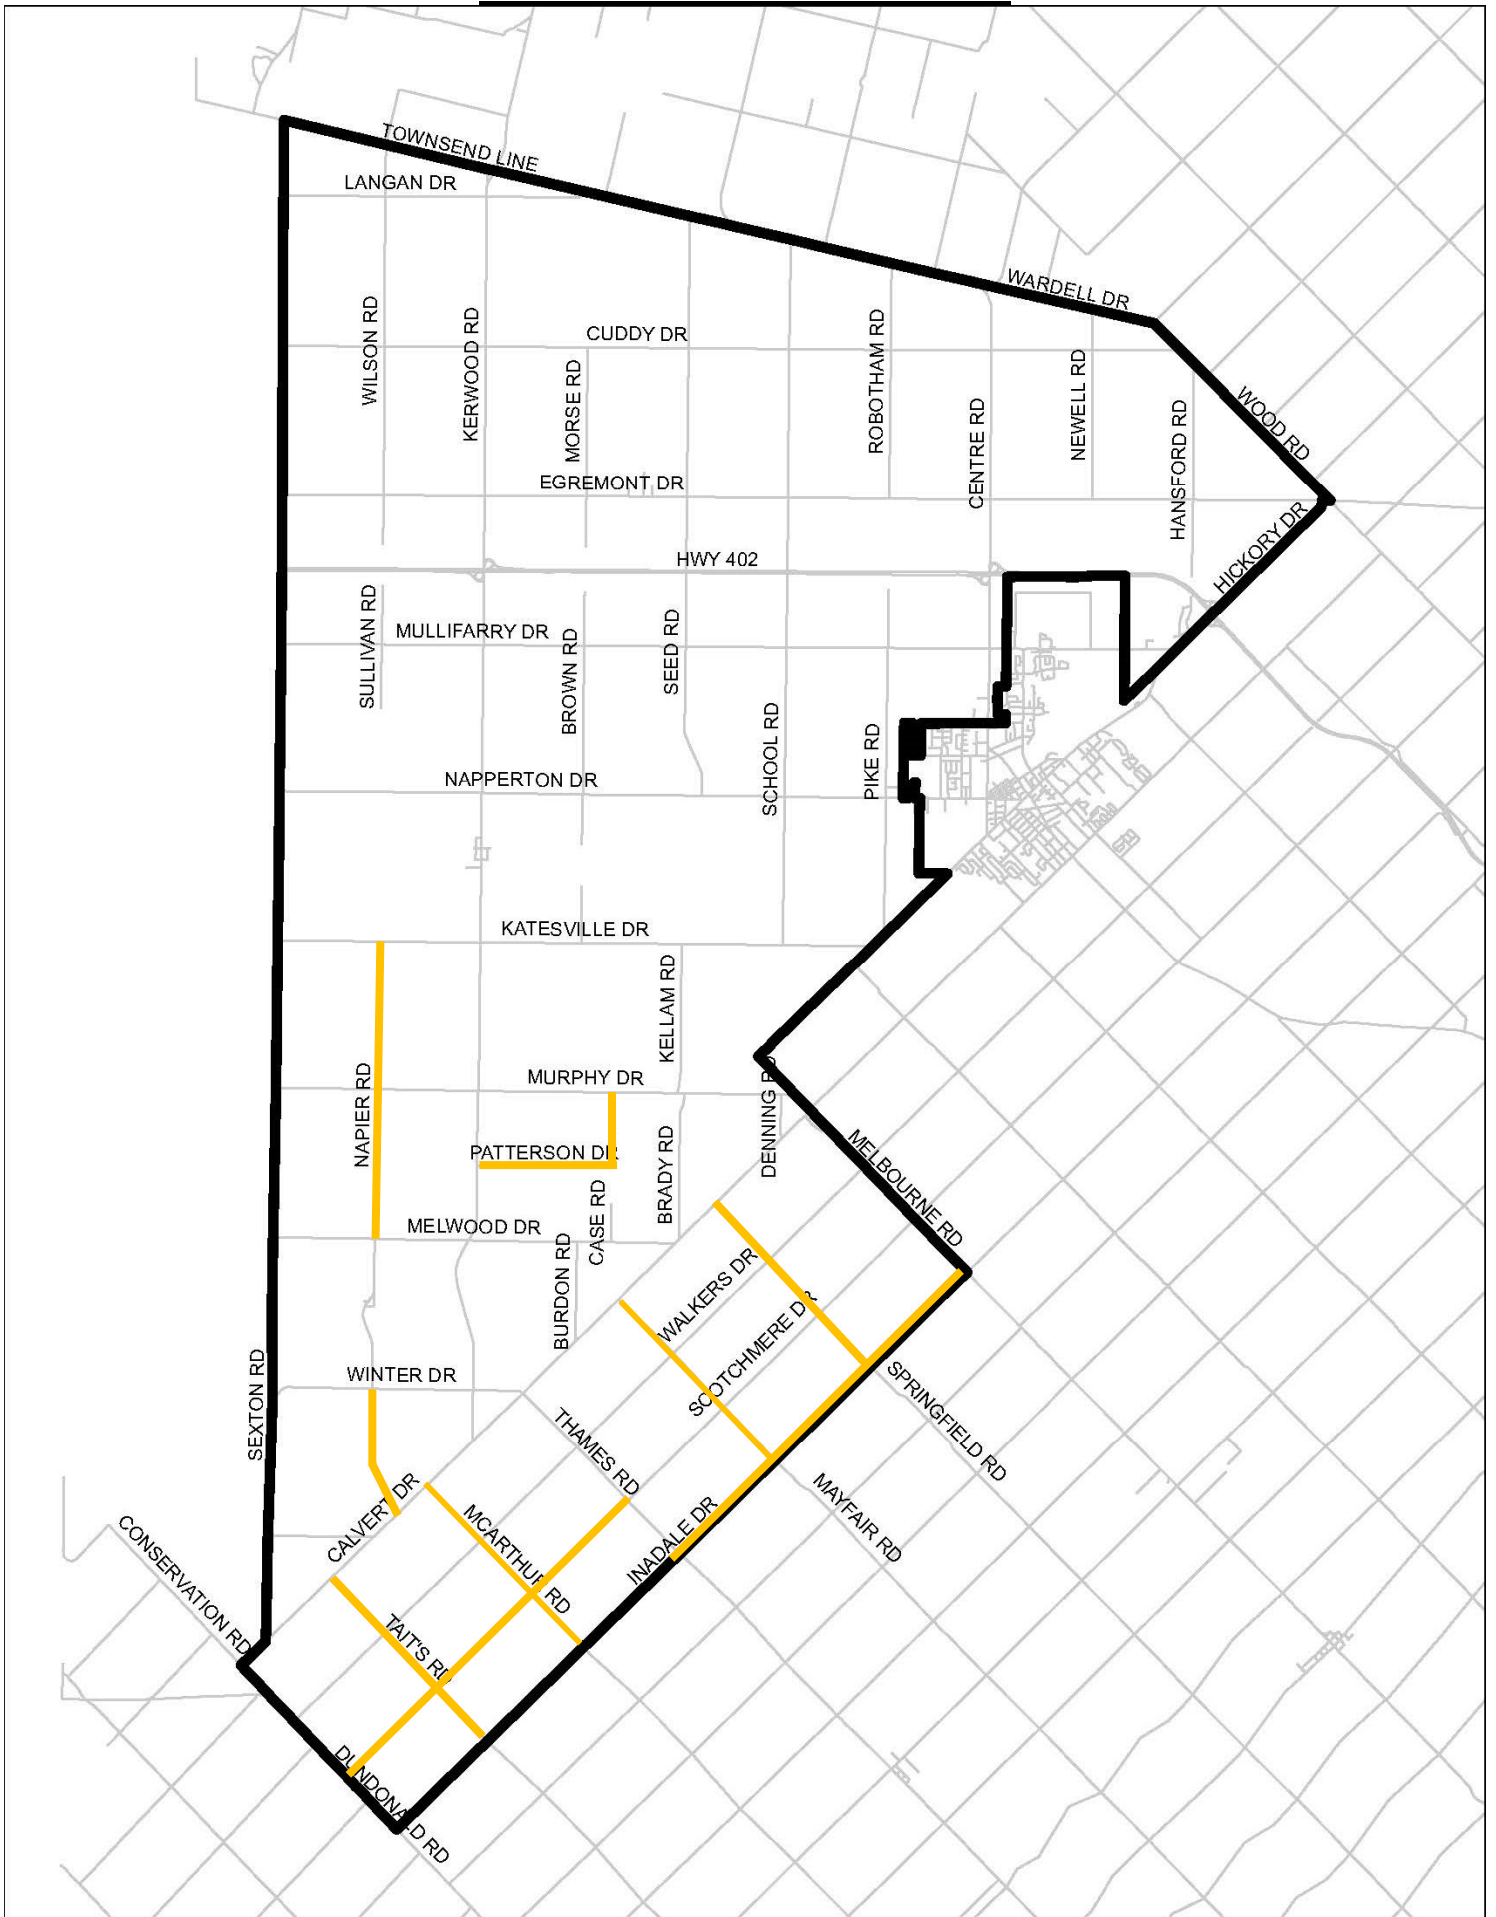 TOWNSEND LINE
LANGAN DR
WARDELL DR
WILSON RD
KERWOOD RD
CUDDY DR
MORSE RD
ROBOTHAM RD
NEWELL RD
CENTRE RD
HANSFORD RD
WOOD RD
EGREMONT DR
HICKORY DR
HWY 402
SULLIVAN RD
MULLIFARRY DR
BROWN RD
SEED RD
SCHOOL RD
PIKE RD
NAPPERTON DR
KATESVILLE DR
KELLAM RD
NAPIER RD
MURPHY DR
DENNING RD
PATTERSON DR
BRADY RD
MELBOURNE RD
CASE RD
MELWOOD DR
BURDON RD
WALKERS DR
SCOTCHMERE DR
SEXTON RD
WINTER DR
THAMES RD
SPRINGFIELD RD
CALVERT DR
MCARTHUR RD
INADALE DR
MAYFAIR RD
CONSERVATION RD
TAIT'S RD
DUNDONALD RD